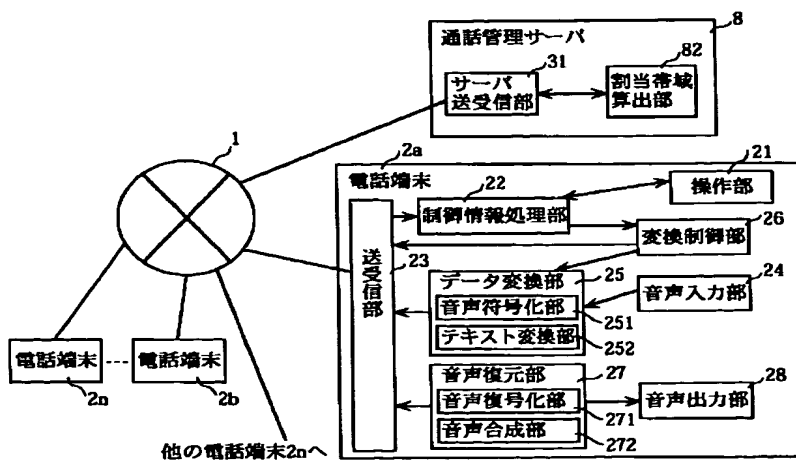 8
通話管理サーバ
31
サーバ
送受信部
82
割当帯域
算出部
1
2a
電話端末
22
制御情報処理部
21
操作部
26
変換制御部
23
送受信部
データ変換部
25
音声符号化部
251
テキスト変換部
252
24
音声入力部
音声復元部
27
音声復号化部
271
音声合成部
272
28
音声出力部
電話端末
2n
電話端末
2b
他の電話端末2nへ